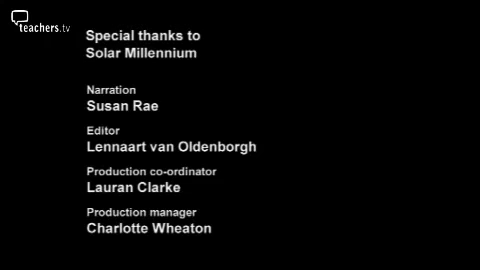 teachers.tv
Special thanks to
Solar Millennium
Narration
Susan Rae
Editor
Lennaart van Oldenborgh
Production co-ordinator
Lauran Clarke
Production manager
Charlotte Wheaton